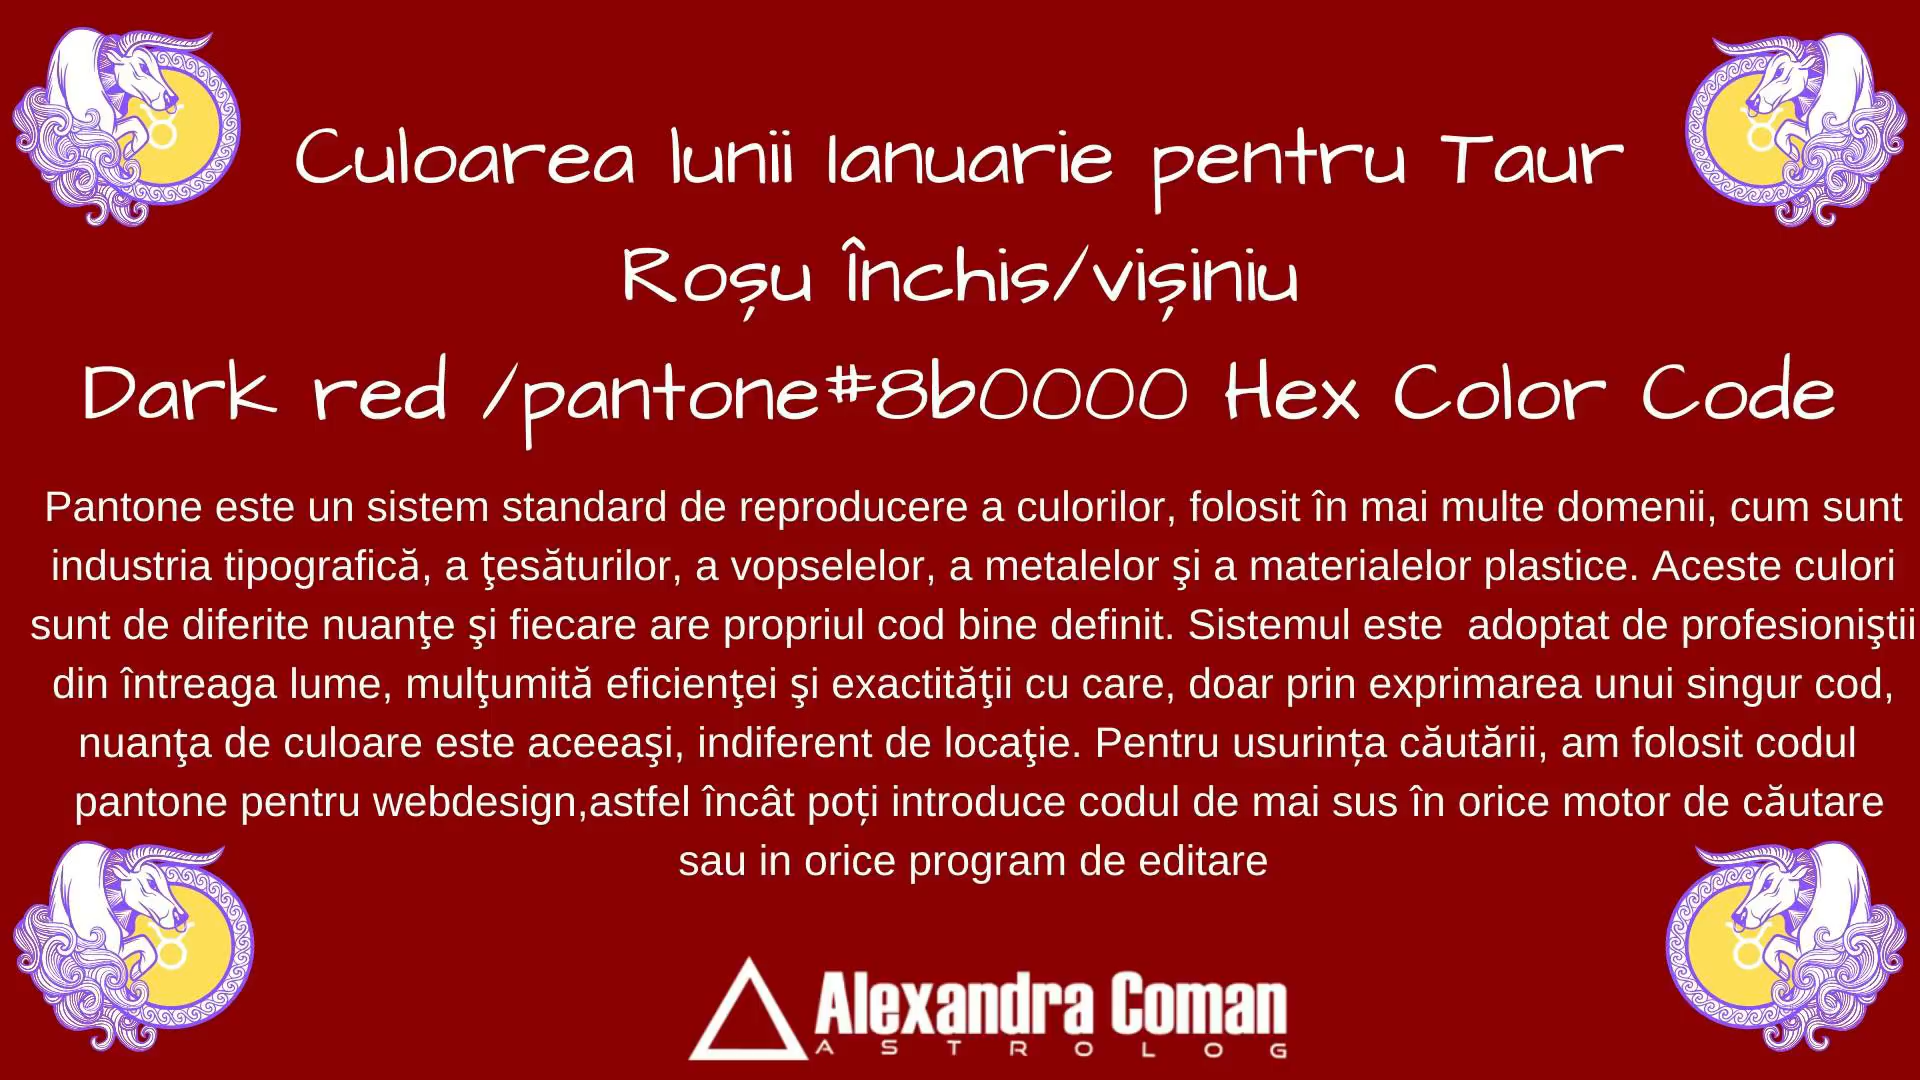 Culoarea lunii Ianuarie pentru Taur
Roșu Închis/vișiniu
Dark red /pantone#8b0000 Hex Color Code
Pantone este un sistem standard de reproducere a culorilor, folosit în mai multe domenii, cum sunt
industria tipografică, a ţesăturilor, a vopselelor, a metalelor şi a materialelor plastice. Aceste culori
sunt de diferite nuanţe şi fiecare are propriul cod bine definit. Sistemul este  adoptat de profesioniştii
din întreaga lume, mulţumită eficienţei şi exactităţii cu care, doar prin exprimarea unui singur cod,
nuanţa de culoare este aceeaşi, indiferent de locaţie. Pentru usurința căutării, am folosit codul
pantone pentru webdesign,astfel încât poți introduce codul de mai sus în orice motor de căutare
sau in orice program de editare
Alexandra Coman
ASTROLOG